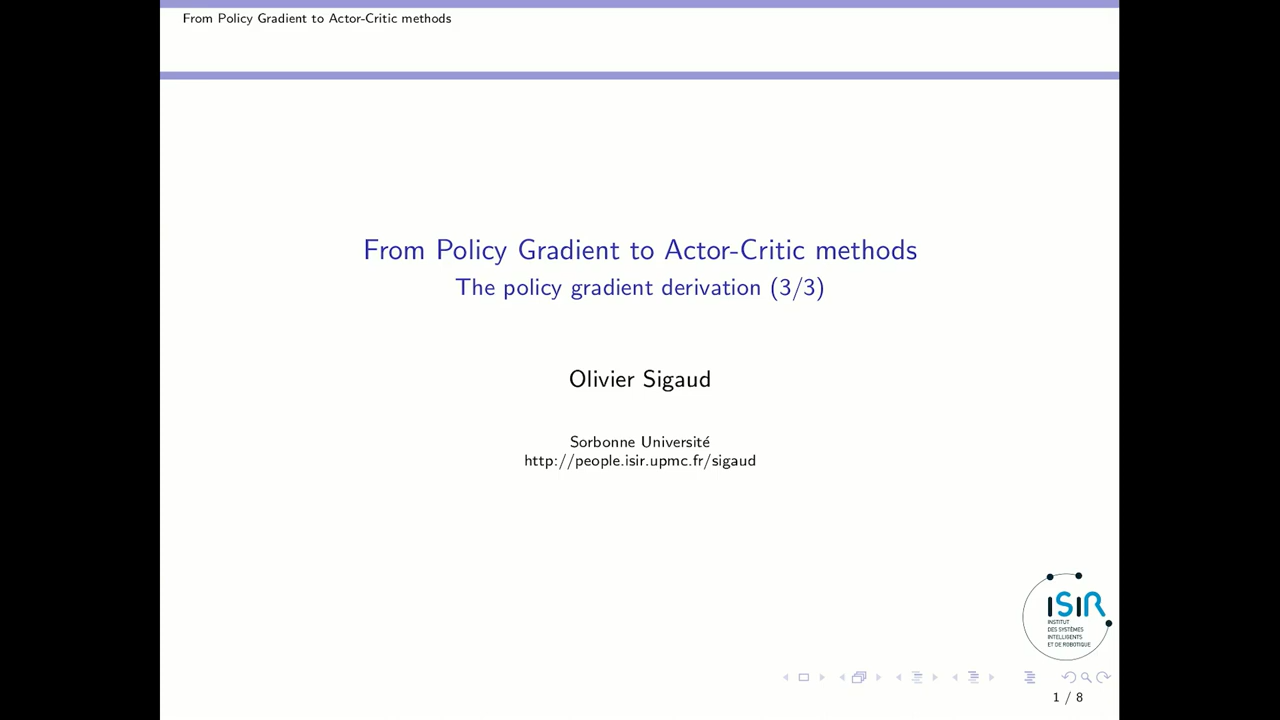 From Policy Gradient to Actor-Critic methods
From Policy Gradient to Actor-Critic methods
The policy gradient derivation (3/3)
Olivier Sigaud
Sorbonne Université
http://people.isir.upmc.fr/sigaud
ISIR
INSTITUT
DES SYSTÈMES
INTELLIGENTS
ET DE ROBOTIQUE
1 / 8